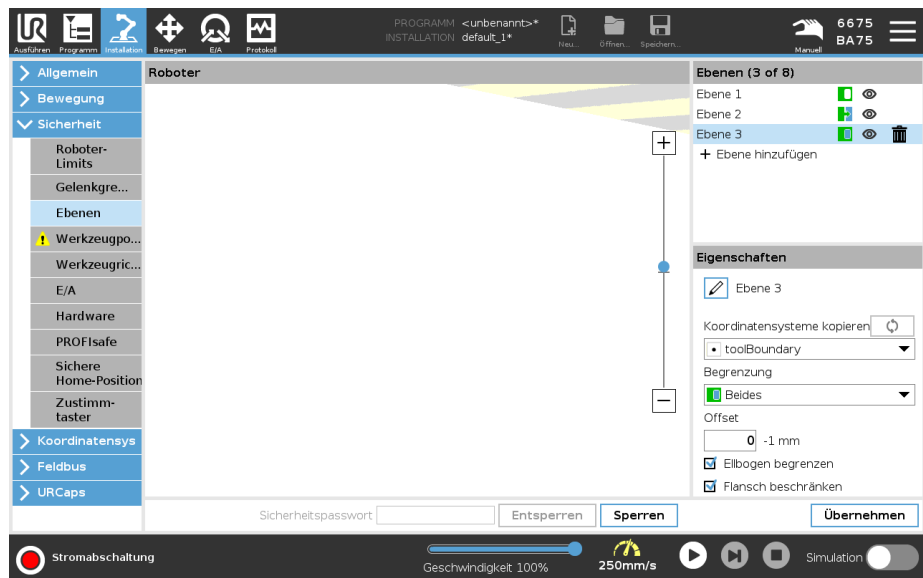 PROGRAMM <unbenannt>*
INSTALLATION default_1*
UR
Ausführen
Programm
Installation
Bewegen
E/A
Protokoll
Neu...
Öffnen...
Speichern...
Manuell
6675
BA75
Allgemein
Bewegung
Sicherheit
Roboter-
Limits
Gelenkgre...
Ebenen
Werkzeugpo...
Werkzeugric...
E/A
Hardware
PROFIsafe
Sichere
Home-Position
Zustimm-
taster
Koordinatensys
Feldbus
URCaps
Roboter
Sicherheitspasswort
Entsperren
Sperren
Ebenen (3 of 8)
Ebene 1
Ebene 2
Ebene 3
+ Ebene hinzufügen
Eigenschaften
Ebene 3
Koordinatensysteme kopieren
toolBoundary
Begrenzung
Beides
Offset
0 -1 mm
Ellbogen begrenzen
Flansch beschränken
Übernehmen
Stromabschaltung
Geschwindigkeit 100%
250mm/s
Simulation